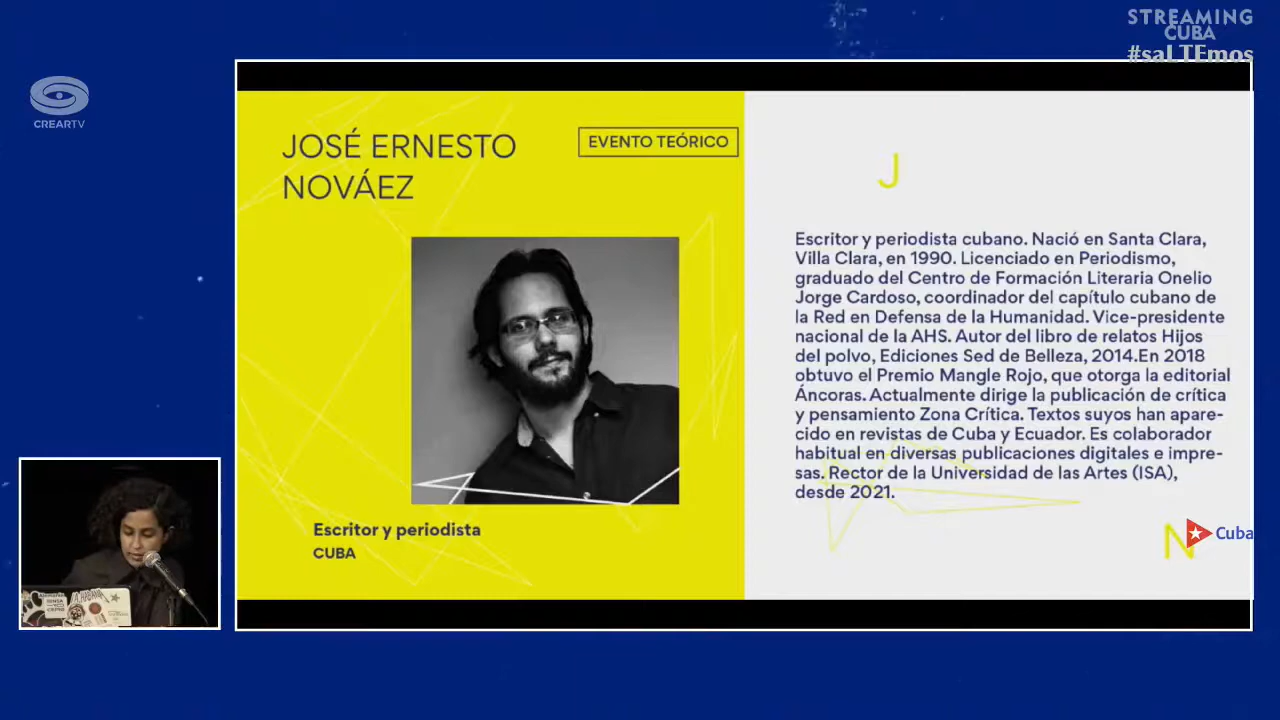 STREAMING
CUBA
#saLTEmos
CREARTV
JOSÉ ERNESTO
NOVÁEZ
EVENTO TEÓRICO
Escritor y periodista
CUBA
J
Escritor y periodista cubano. Nació en Santa Clara,
Villa Clara, en 1990. Licenciado en Periodismo,
graduado del Centro de Formación Literaria Onelio
Jorge Cardoso, coordinador del capítulo cubano de
la Red en Defensa de la Humanidad. Vice-presidente
nacional de la AHS. Autor del libro de relatos Hijos
del polvo, Ediciones Sed de Belleza, 2014.En 2018
obtuvo el Premio Mangle Rojo, que otorga la editorial
Áncoras. Actualmente dirige la publicación de crítica
y pensamiento Zona Crítica. Textos suyos han apare-
cido en revistas de Cuba y Ecuador. Es colaborador
habitual en diversas publicaciones digitales e impre-
sas. Rector de la Universidad de las Artes (ISA),
desde 2021.
N
Cuba
LA HABANA